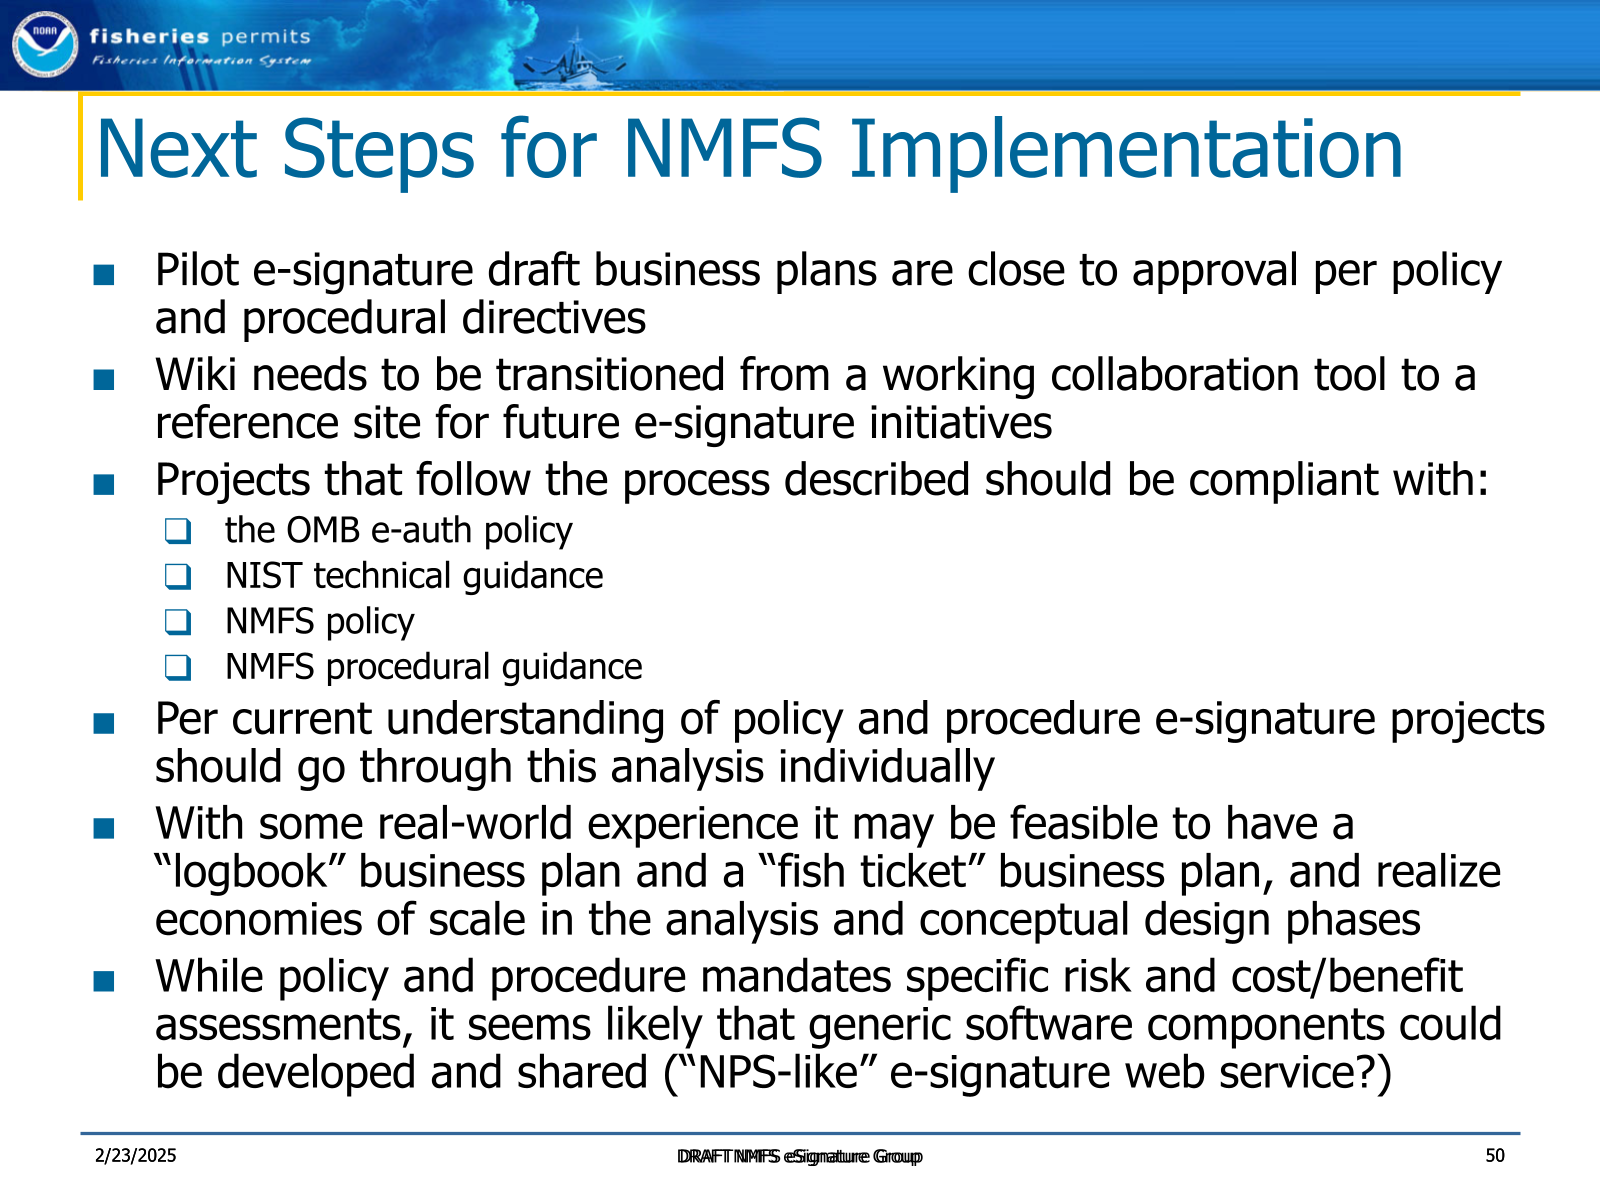 NOAA
fisheries permits
Fisheries Information System
Next Steps for NMFS Implementation
Pilot e-signature draft business plans are close to approval per policy
and procedural directives
Wiki needs to be transitioned from a working collaboration tool to a
reference site for future e-signature initiatives
Projects that follow the process described should be compliant with:
the OMB e-auth policy
NIST technical guidance
NMFS policy
NMFS procedural guidance
Per current understanding of policy and procedure e-signature projects
should go through this analysis individually
With some real-world experience it may be feasible to have a
“logbook” business plan and a “fish ticket” business plan, and realize
economies of scale in the analysis and conceptual design phases
While policy and procedure mandates specific risk and cost/benefit
assessments, it seems likely that generic software components could
be developed and shared (“NPS-like” e-signature web service?)
2/23/2025
DRAFT NMFS eSignature Group
50